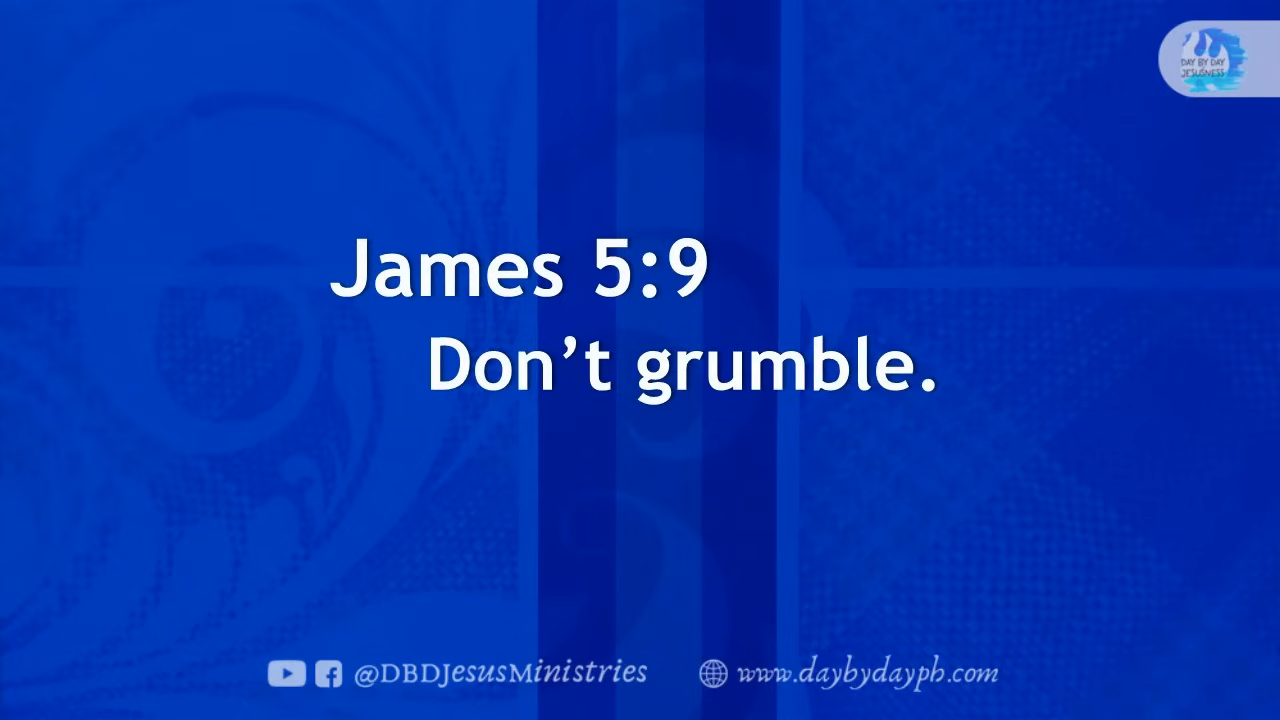 DAY BY DAY
JESUSNESS
James 5:9
Don’t grumble.
@DBDJesusMinistries
www.daybydayph.com